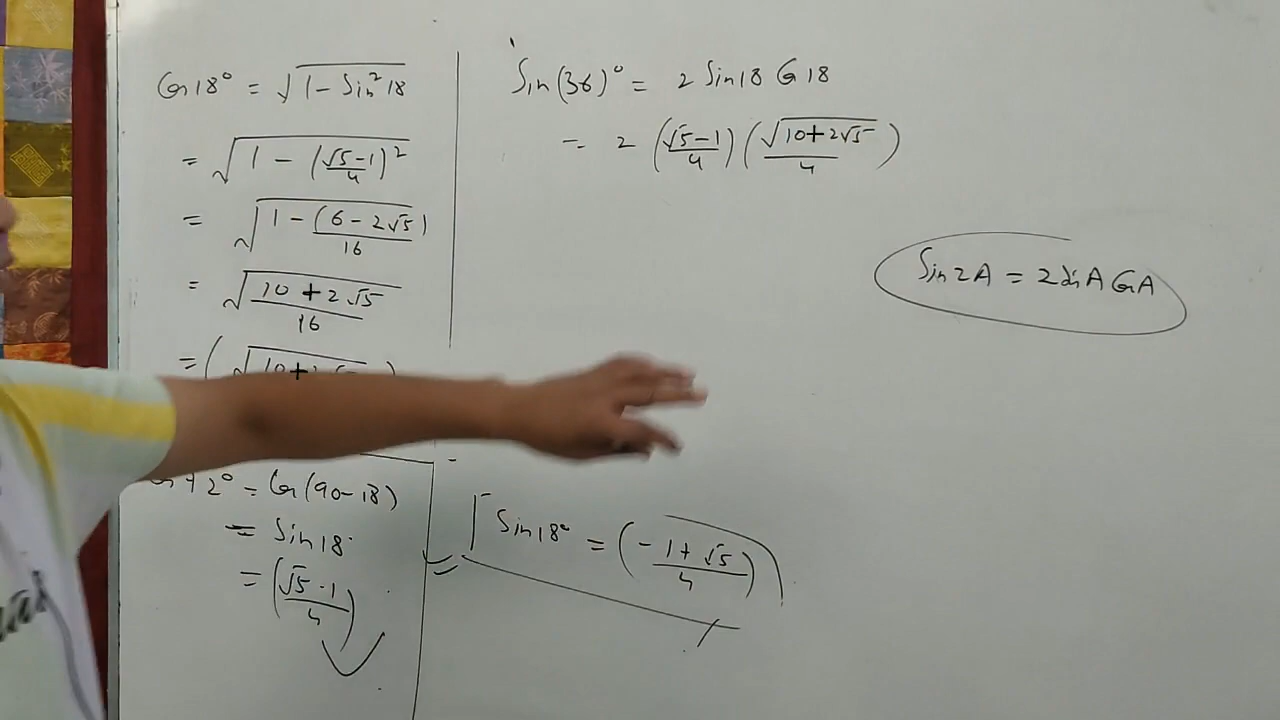 Cos 18° = √(1 - Sin² 18)
= √(1 - ((√5 - 1)/4)²)
= √(1 - (6 - 2√5)/16)
= √((10 + 2√5)/16)
= (√10 +
2° = Cos (90 - 18)
= Sin 18
= ((√5 - 1)/4)
Sin (36)° = 2 Sin 18 Cos 18
= 2 ((√5 - 1)/4) (√(10 + 2√5)/4)
Sin 2A = 2 Sin A Cos A
Sin 18° = ((-1 + √5)/4)